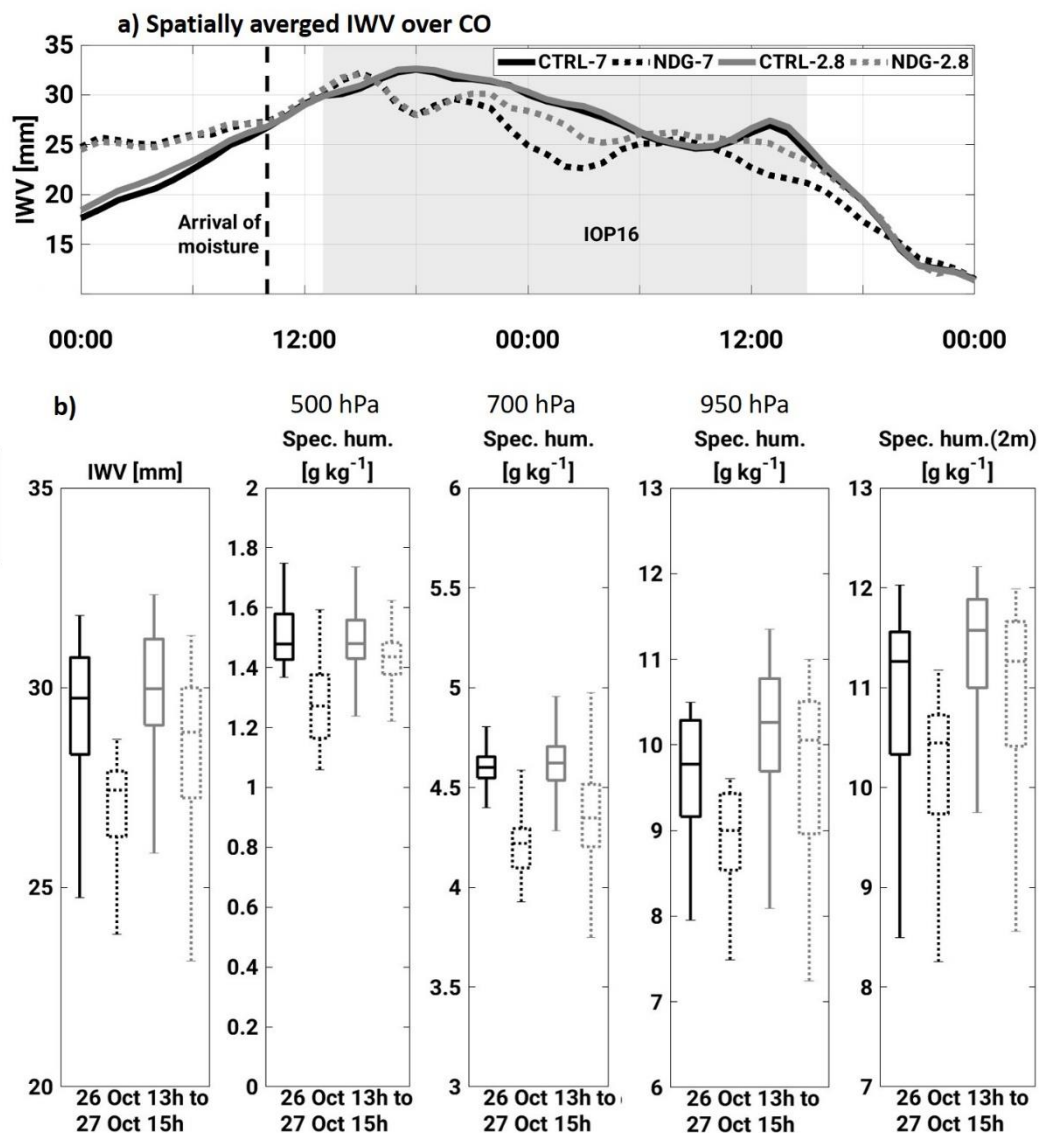 a) Spatially averged IWV over CO
CTRL-7 NDG-7 CTRL-2.8 NDG-2.8
IWV [mm]
35
30
25
20
15
Arrival of
moisture
IOP16
00:00 12:00 00:00 12:00 00:00
b)
500 hPa 700 hPa 950 hPa
IWV [mm]
35
30
25
20
26 Oct 13h to
27 Oct 15h
Spec. hum.
[g kg⁻¹]
2
1.8
1.6
1.4
1.2
1
0.8
0.6
0.4
0.2
0
26 Oct 13h to
27 Oct 15h
Spec. hum.
[g kg⁻¹]
6
5.5
5
4.5
4
3.5
3
26 Oct 13h to
27 Oct 15h
Spec. hum.
[g kg⁻¹]
13
12
11
10
9
8
7
6
26 Oct 13h to
27 Oct 15h
Spec. hum.(2m)
[g kg⁻¹]
13
12
11
10
9
8
7
26 Oct 13h to
27 Oct 15h